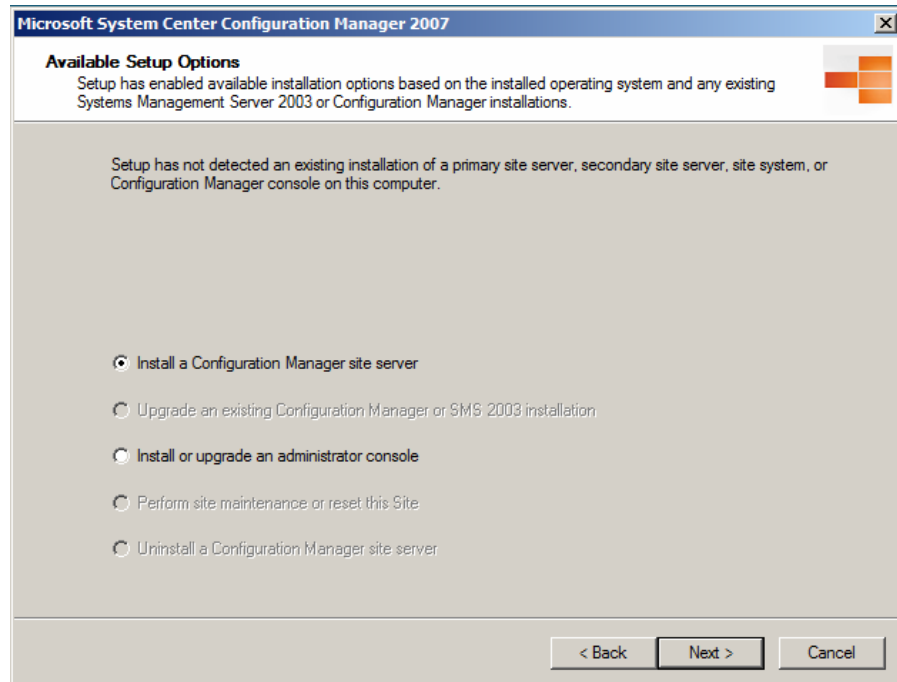 Microsoft System Center Configuration Manager 2007
Available Setup Options
Setup has enabled available installation options based on the installed operating system and any existing
Systems Management Server 2003 or Configuration Manager installations.
Setup has not detected an existing installation of a primary site server, secondary site server, site system, or
Configuration Manager console on this computer.
Install a Configuration Manager site server
Upgrade an existing Configuration Manager or SMS 2003 installation
Install or upgrade an administrator console
Perform site maintenance or reset this Site
Uninstall a Configuration Manager site server
< Back Next > Cancel